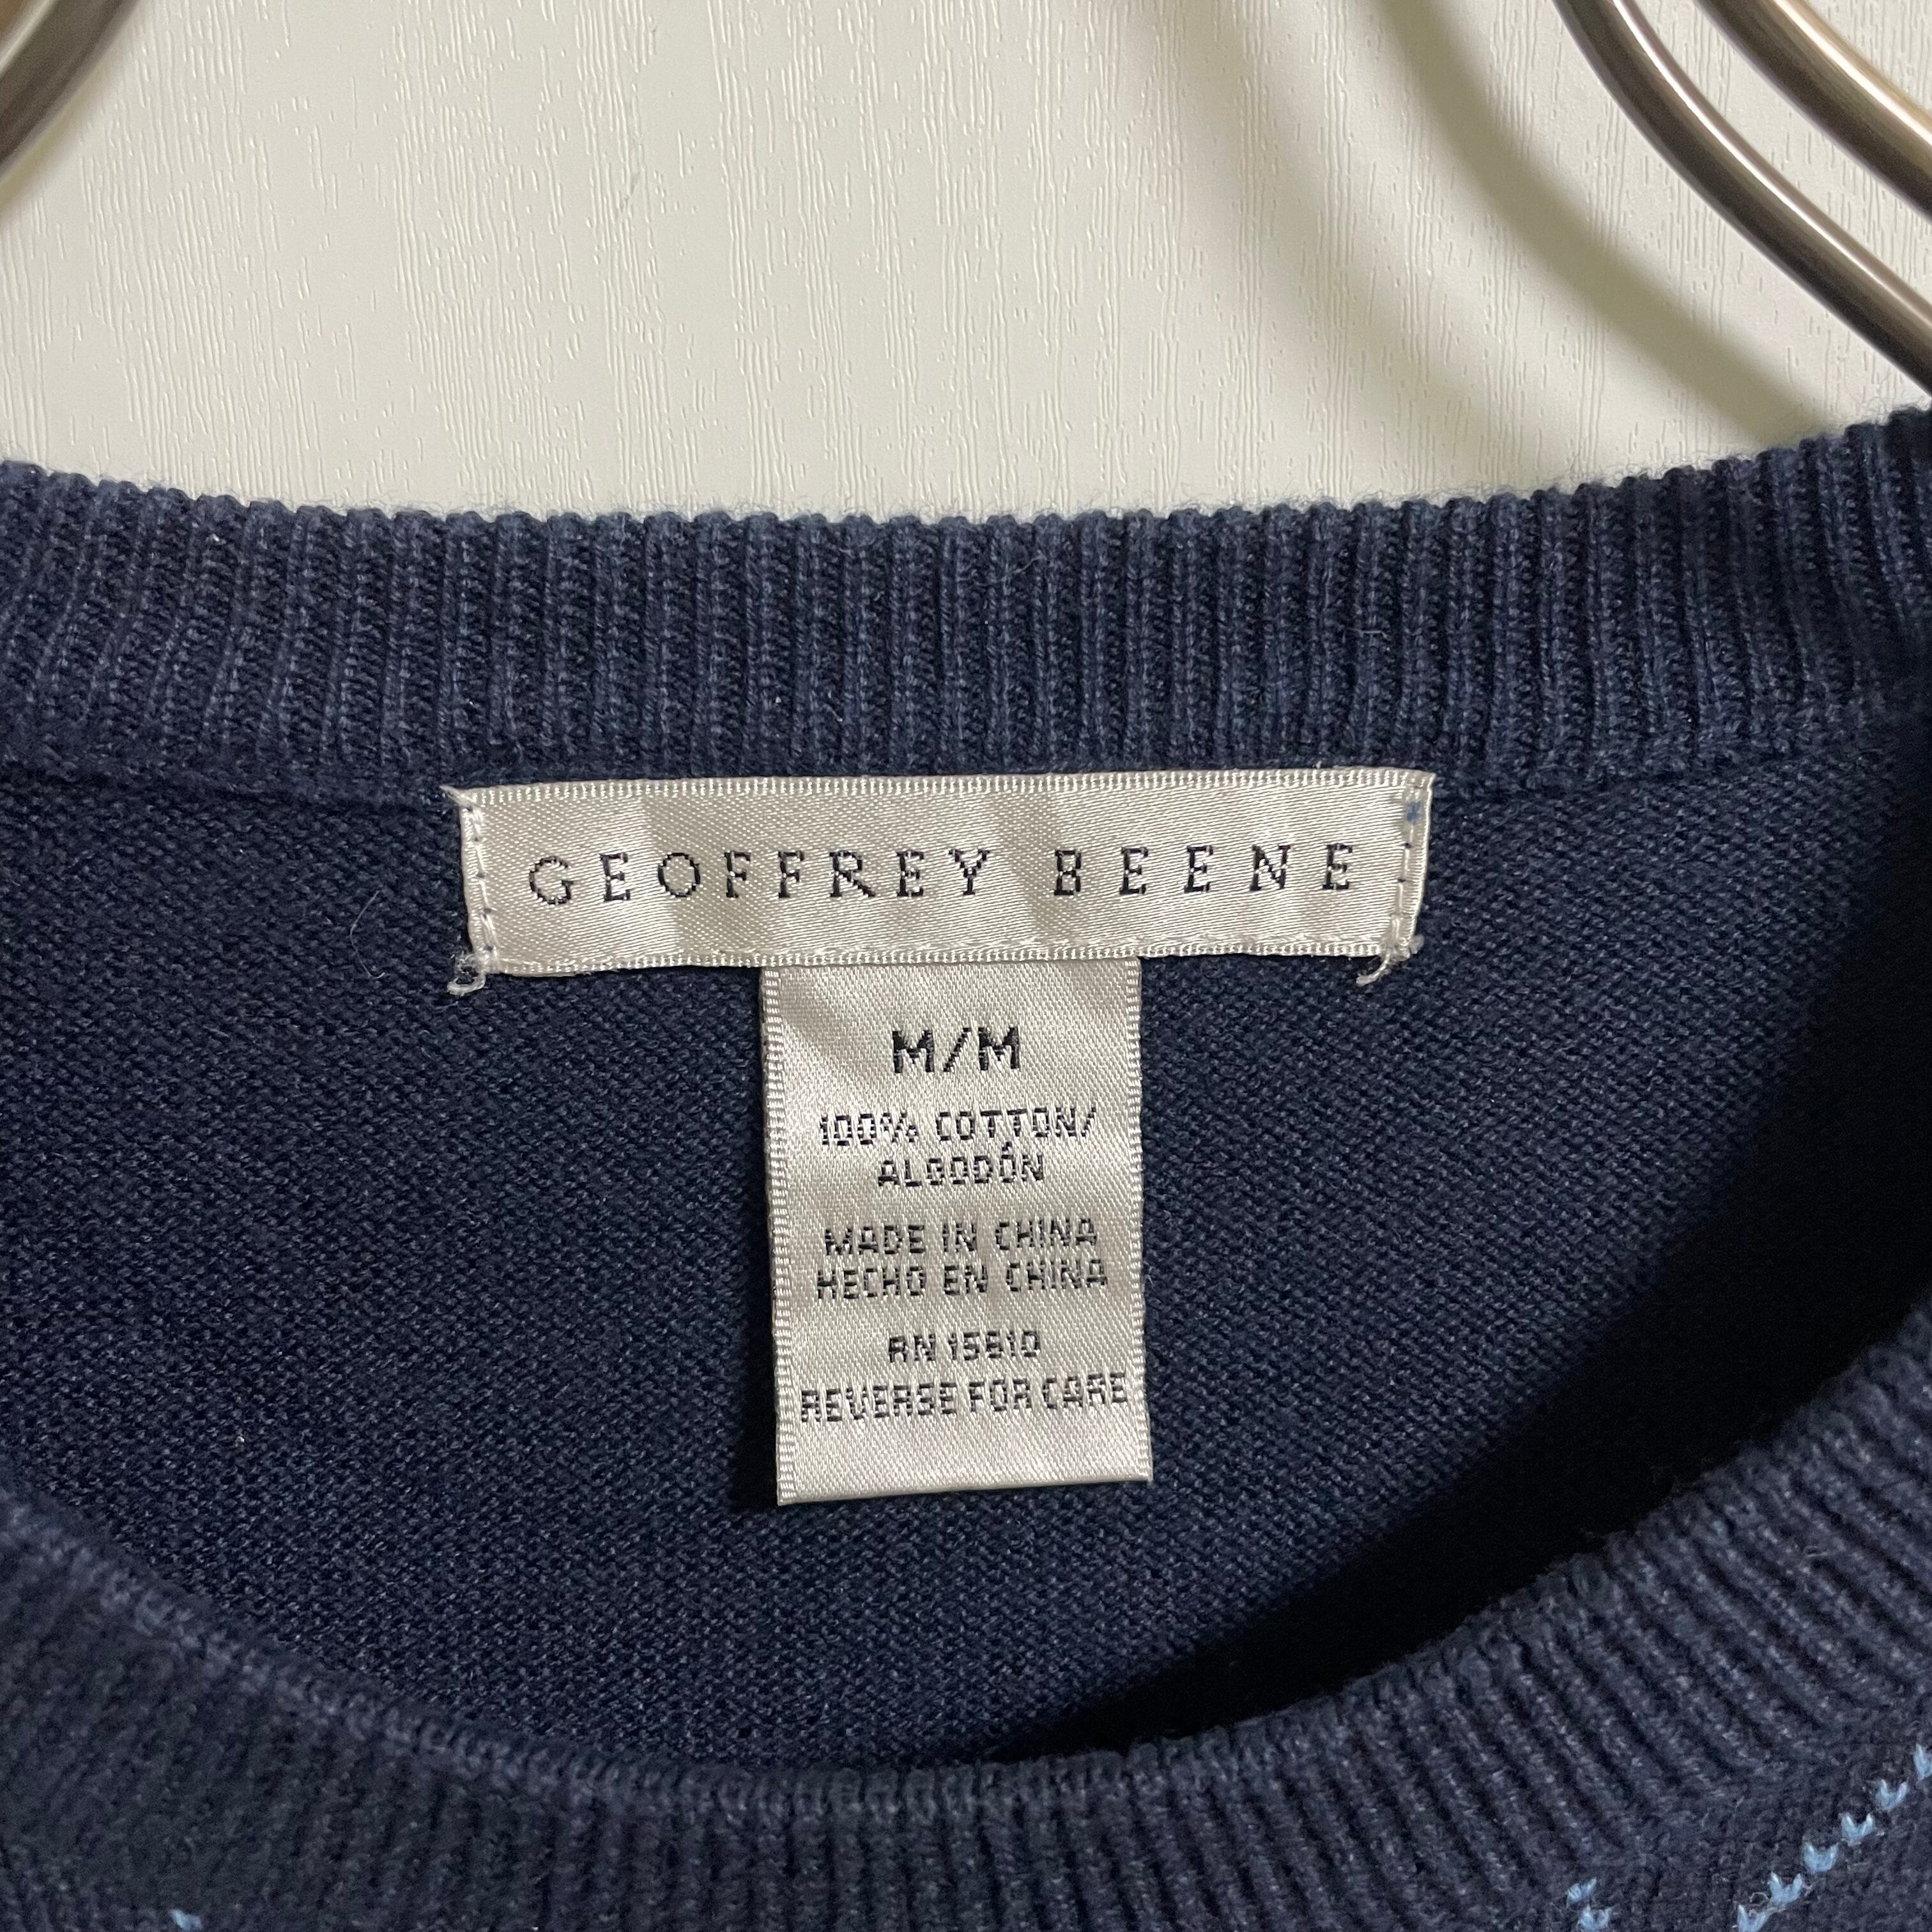 GEOFFREY BEENE
M/M
100% COTTON/
ALGODÓN
MADE IN CHINA
HECHO EN CHINA
RN 15610
REVERSE FOR CARE